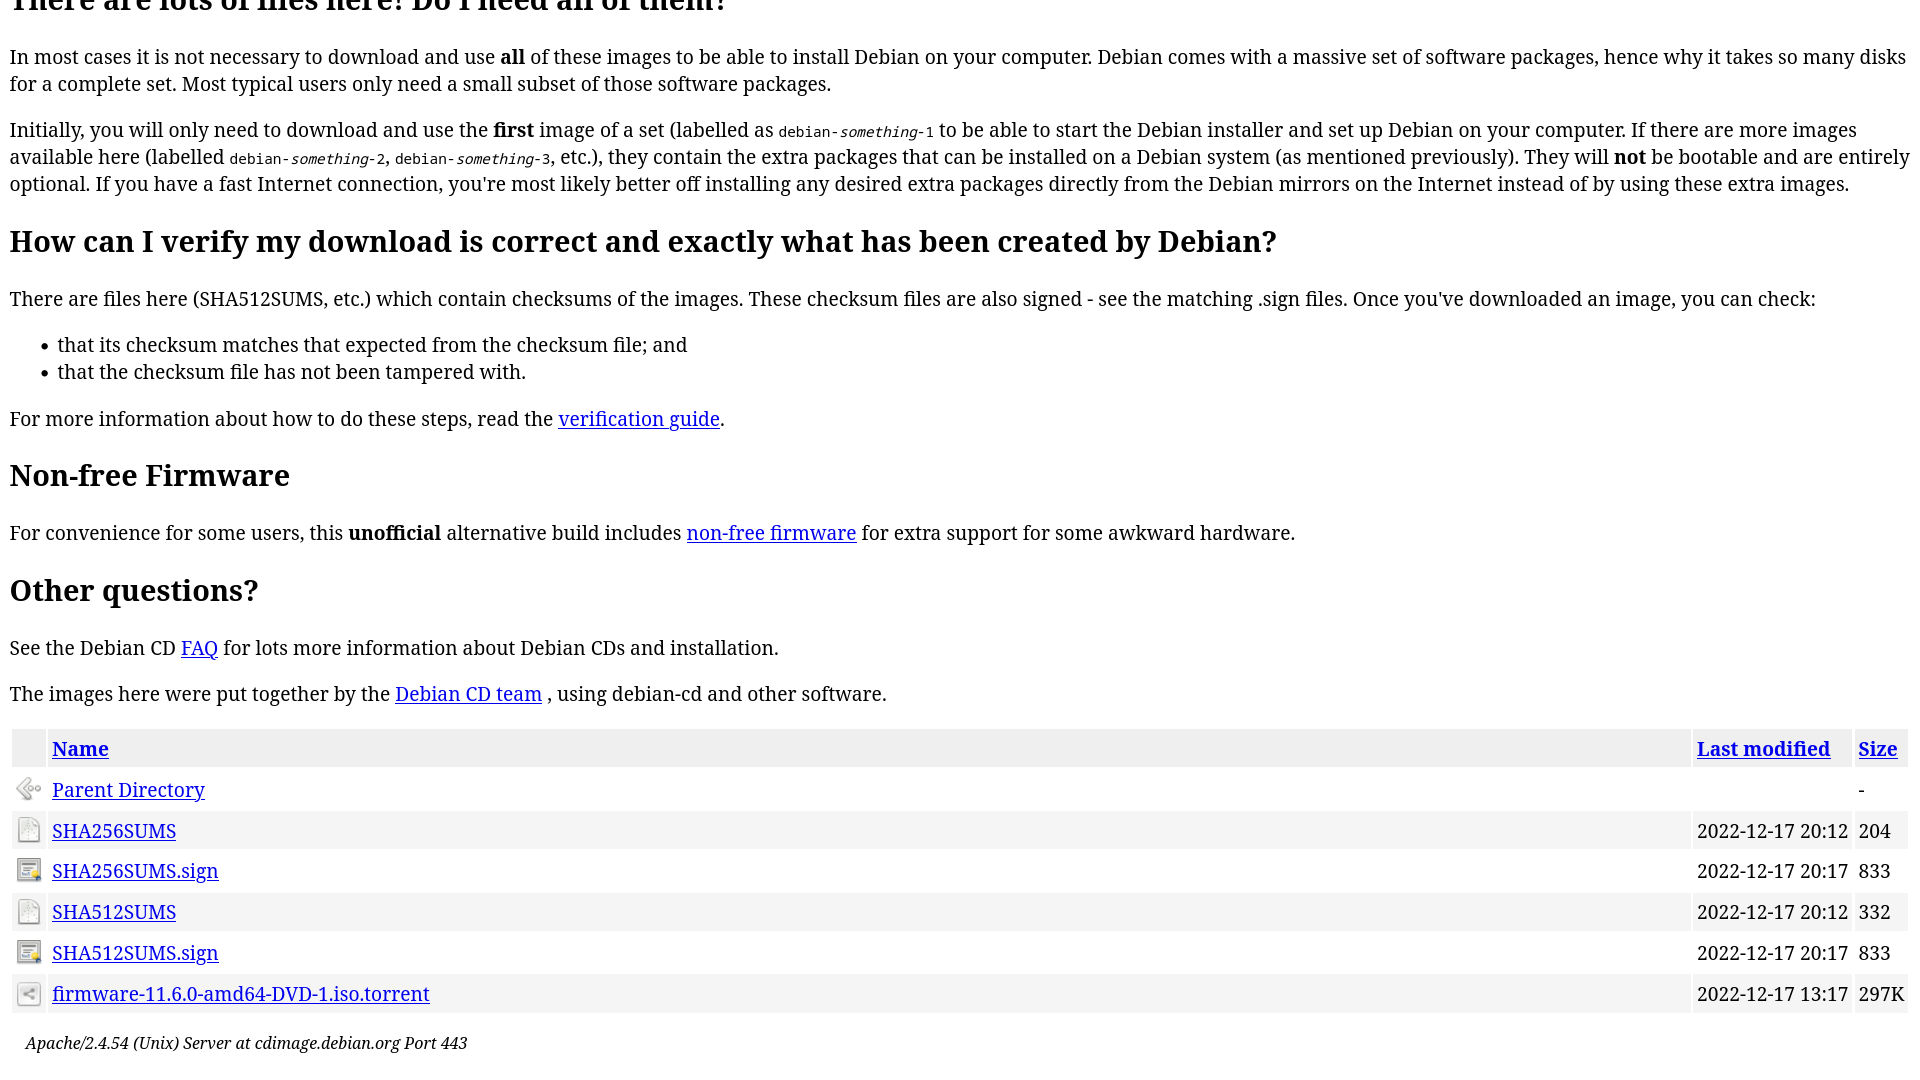 There are lots of files here! Do I need all of them?
In most cases it is not necessary to download and use all of these images to be able to install Debian on your computer. Debian comes with a massive set of software packages, hence why it takes so many disks
for a complete set. Most typical users only need a small subset of those software packages.
Initially, you will only need to download and use the first image of a set (labelled as debian-something-1 to be able to start the Debian installer and set up Debian on your computer. If there are more images
available here (labelled debian-something-2, debian-something-3, etc.), they contain the extra packages that can be installed on a Debian system (as mentioned previously). They will not be bootable and are entirely
optional. If you have a fast Internet connection, you're most likely better off installing any desired extra packages directly from the Debian mirrors on the Internet instead of by using these extra images.
How can I verify my download is correct and exactly what has been created by Debian?
There are files here (SHA512SUMS, etc.) which contain checksums of the images. These checksum files are also signed - see the matching .sign files. Once you've downloaded an image, you can check:
• that its checksum matches that expected from the checksum file; and
• that the checksum file has not been tampered with.
For more information about how to do these steps, read the verification guide.
Non-free Firmware
For convenience for some users, this unofficial alternative build includes non-free firmware for extra support for some awkward hardware.
Other questions?
See the Debian CD FAQ for lots more information about Debian CDs and installation.
The images here were put together by the Debian CD team , using debian-cd and other software.
Name Last modified Size
Parent Directory -
SHA256SUMS 2022-12-17 20:12 204
SHA256SUMS.sign 2022-12-17 20:17 833
SHA512SUMS 2022-12-17 20:12 332
SHA512SUMS.sign 2022-12-17 20:17 833
firmware-11.6.0-amd64-DVD-1.iso.torrent 2022-12-17 13:17 297K
Apache/2.4.54 (Unix) Server at cdimage.debian.org Port 443